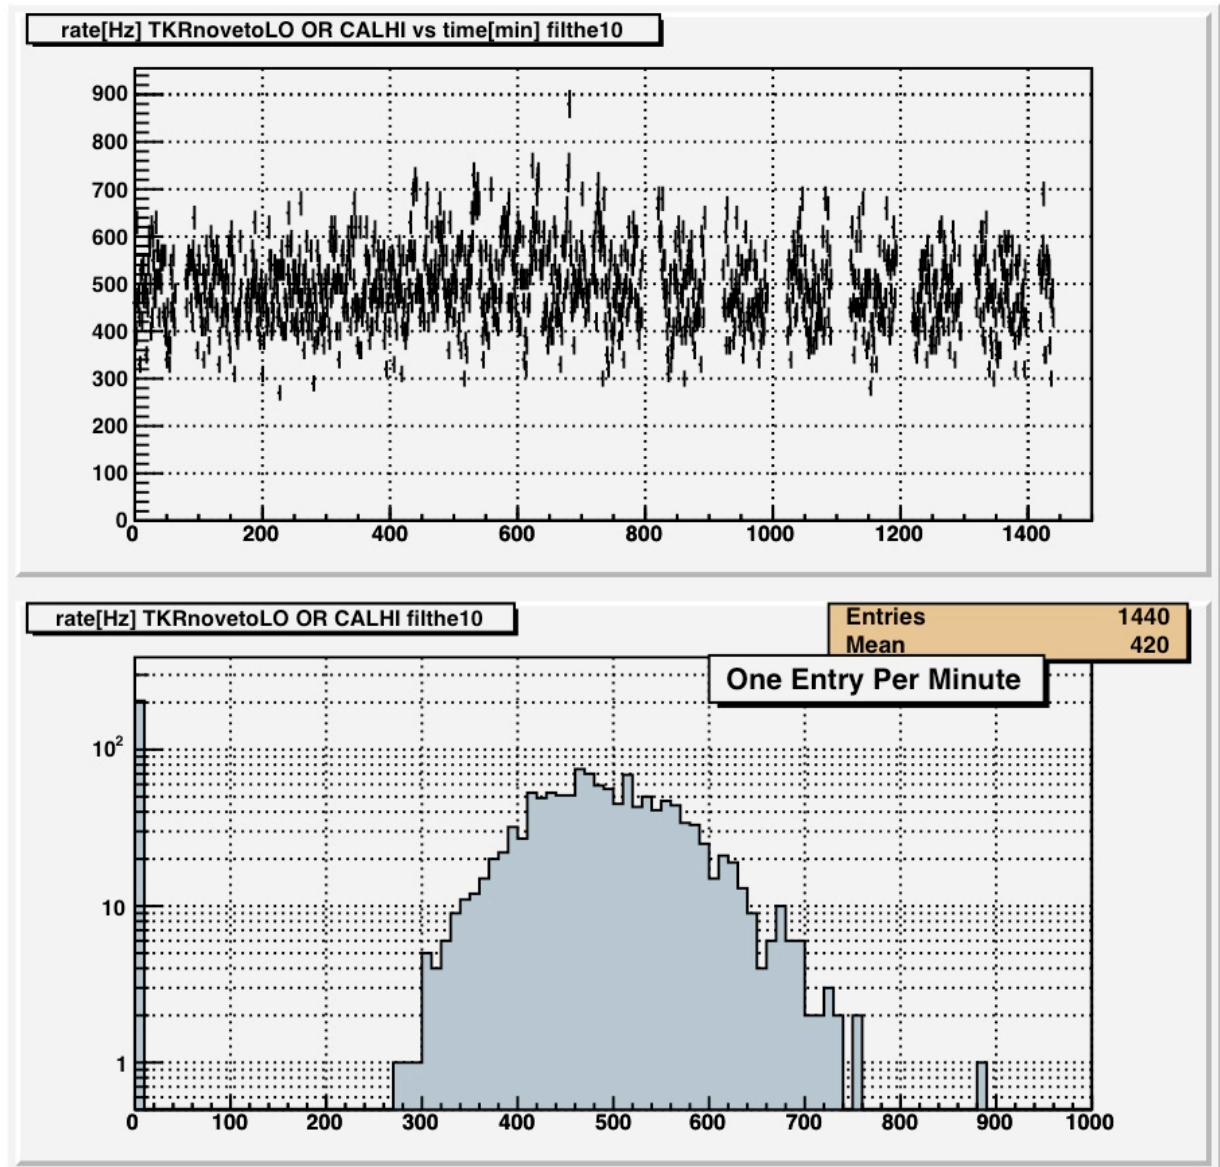 rate[Hz] TKRnovetoLO OR CALHI vs time[min] filthe10
900
800
700
600
500
400
300
200
100
0
0 200 400 600 800 1000 1200 1400
rate[Hz] TKRnovetoLO OR CALHI filthe10
Entries 1440
Mean 420
One Entry Per Minute
10²
10
1
0 100 200 300 400 500 600 700 800 900 1000